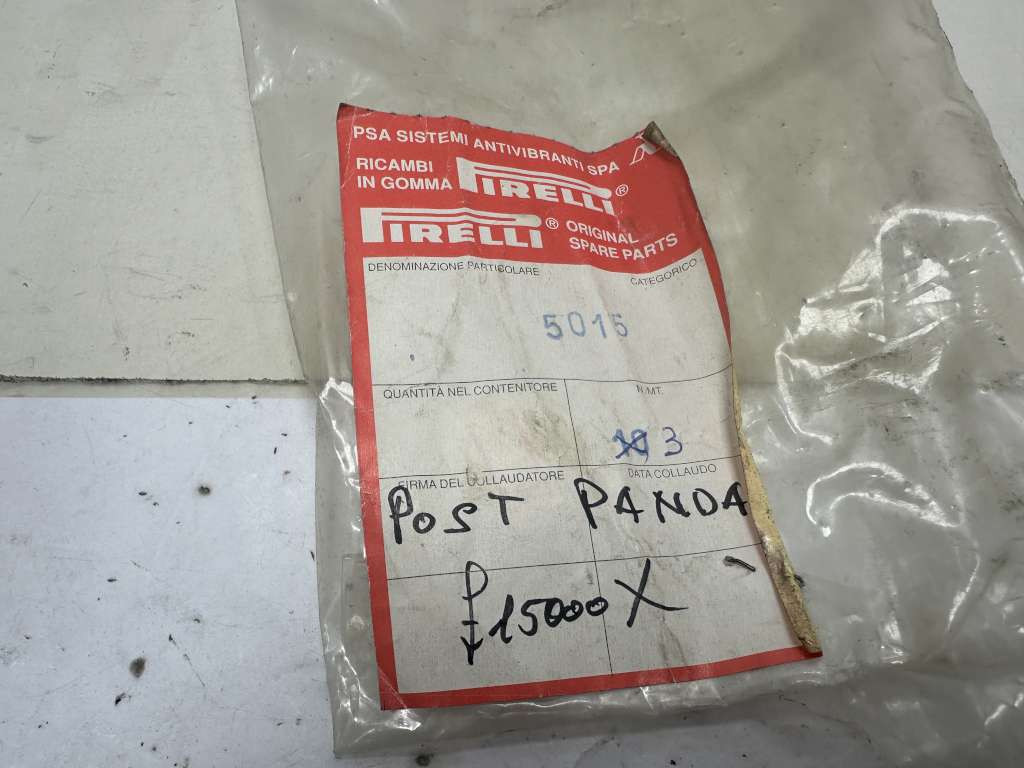 PSA SISTEMI ANTIVIBRANTI SPA
RICAMBI
IN GOMMA
PIRELLI®
PIRELLI®
ORIGINAL
SPARE PARTS
DENOMINAZIONE PARTICOLARE
CATEGORICO
5015
QUANTITÀ NEL CONTENITORE
N.MT.
3
FIRMA DEL COLLAUDATORE
DATA COLLAUDO
POST PANDA
£ 15000 X